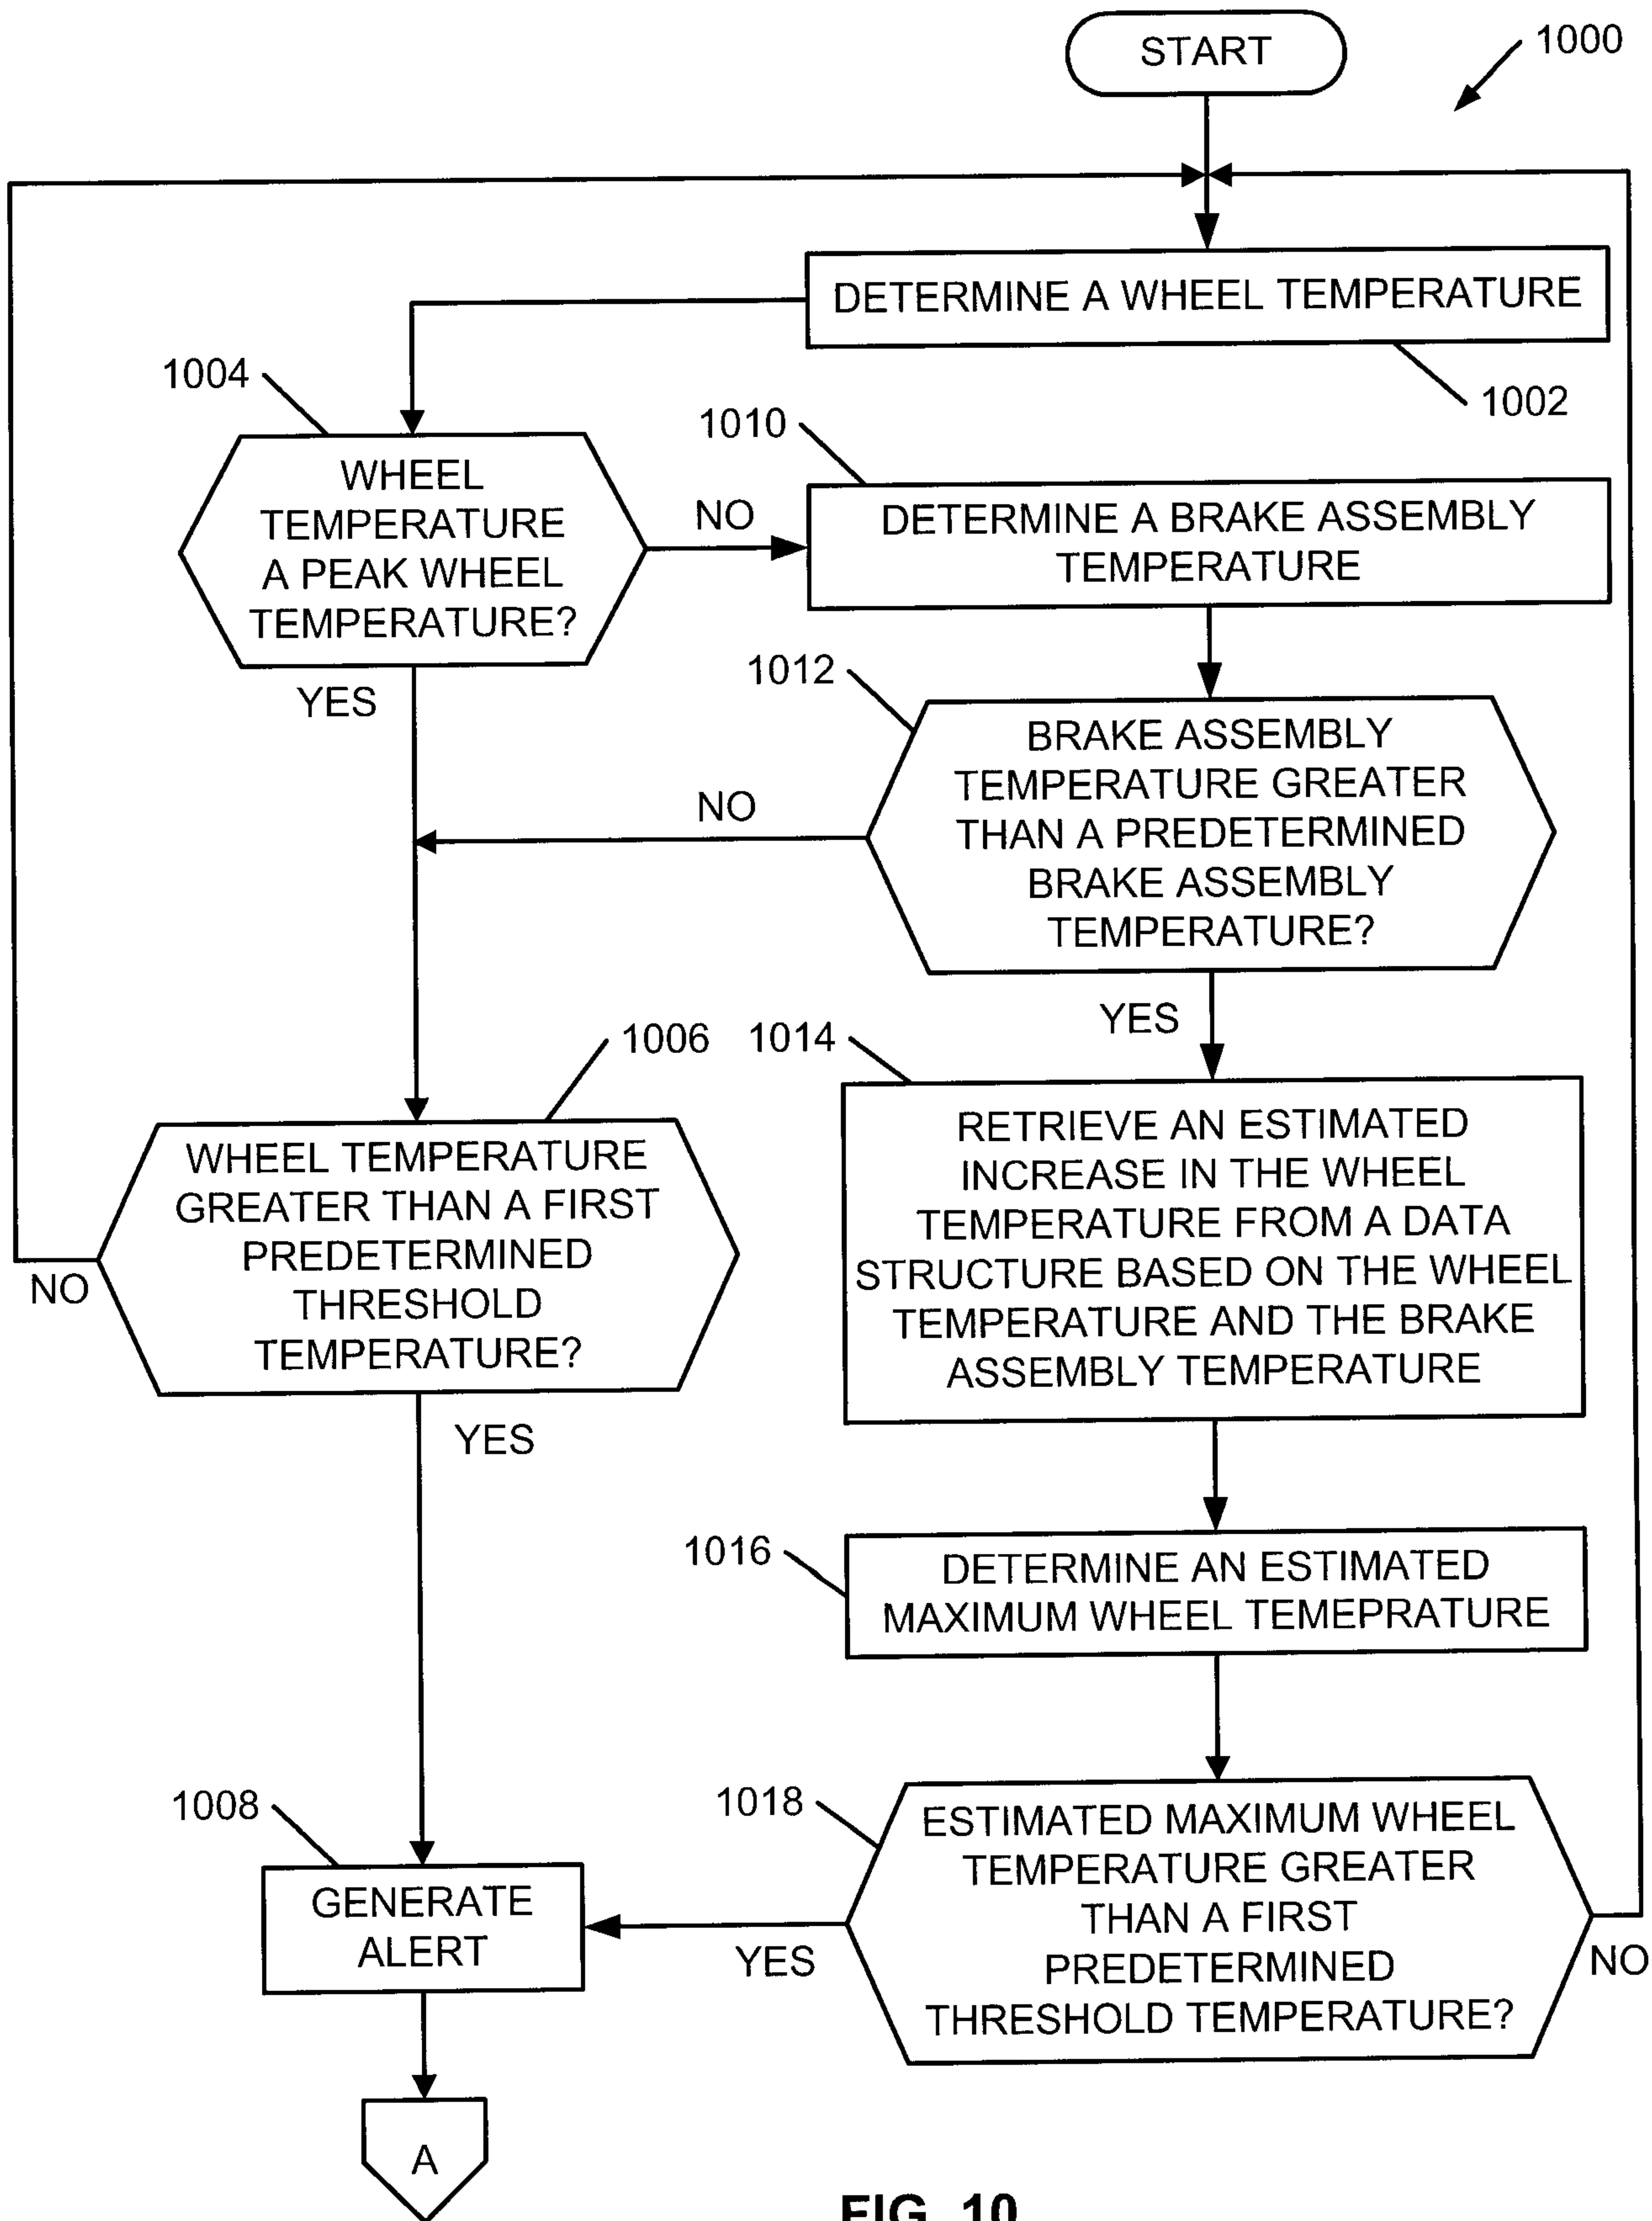 START
1000
DETERMINE A WHEEL TEMPERATURE
1002
1004
WHEEL
TEMPERATURE
A PEAK WHEEL
TEMPERATURE?
NO
YES
1010
DETERMINE A BRAKE ASSEMBLY
TEMPERATURE
1012
BRAKE ASSEMBLY
TEMPERATURE GREATER
THAN A PREDETERMINED
BRAKE ASSEMBLY
TEMPERATURE?
NO
YES
1006
WHEEL TEMPERATURE
GREATER THAN A FIRST
PREDETERMINED
THRESHOLD
TEMPERATURE?
NO
YES
1014
RETRIEVE AN ESTIMATED
INCREASE IN THE WHEEL
TEMPERATURE FROM A DATA
STRUCTURE BASED ON THE WHEEL
TEMPERATURE AND THE BRAKE
ASSEMBLY TEMPERATURE
1016
DETERMINE AN ESTIMATED
MAXIMUM WHEEL TEMEPRATURE
1018
ESTIMATED MAXIMUM WHEEL
TEMPERATURE GREATER
THAN A FIRST
PREDETERMINED
THRESHOLD TEMPERATURE?
YES
NO
1008
GENERATE
ALERT
A
FIG. 10